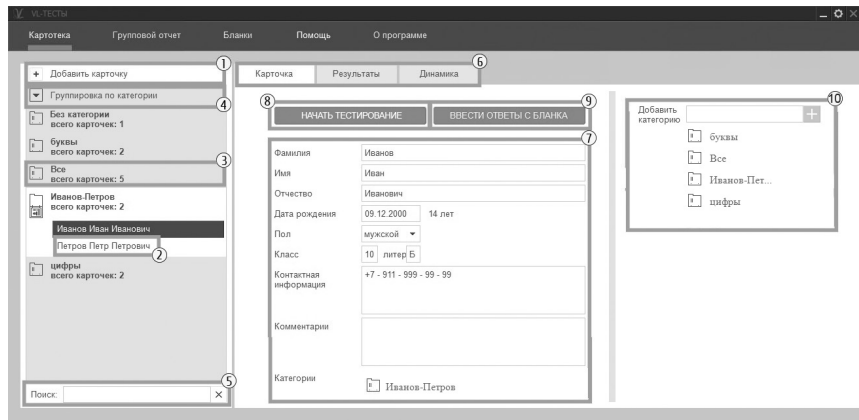 VL-ТЕСТЫ
Картотека Групповой отчет Бланки Помощь О программе
1
+ Добавить карточку
4
Группировка по категории
Без категории
всего карточек: 1
буквы
всего карточек: 2
3
Все
всего карточек: 5
Иванов-Петров
всего карточек: 2
Иванов Иван Иванович
Петров Петр Петрович
2
цифры
всего карточек: 2
5
Поиск:
6
Карточка Результаты Динамика
8 9
НАЧАТЬ ТЕСТИРОВАНИЕ ВВЕСТИ ОТВЕТЫ С БЛАНКА
7
Фамилия Иванов
Имя Иван
Отчество Иванович
Дата рождения 09.12.2000 14 лет
Пол мужской
Класс 10 литер Б
Контактная
информация
+7 - 911 - 999 - 99 - 99
Комментарии
Категории Иванов-Петров
10
Добавить
категорию
+
буквы
Все
Иванов-Пет...
цифры